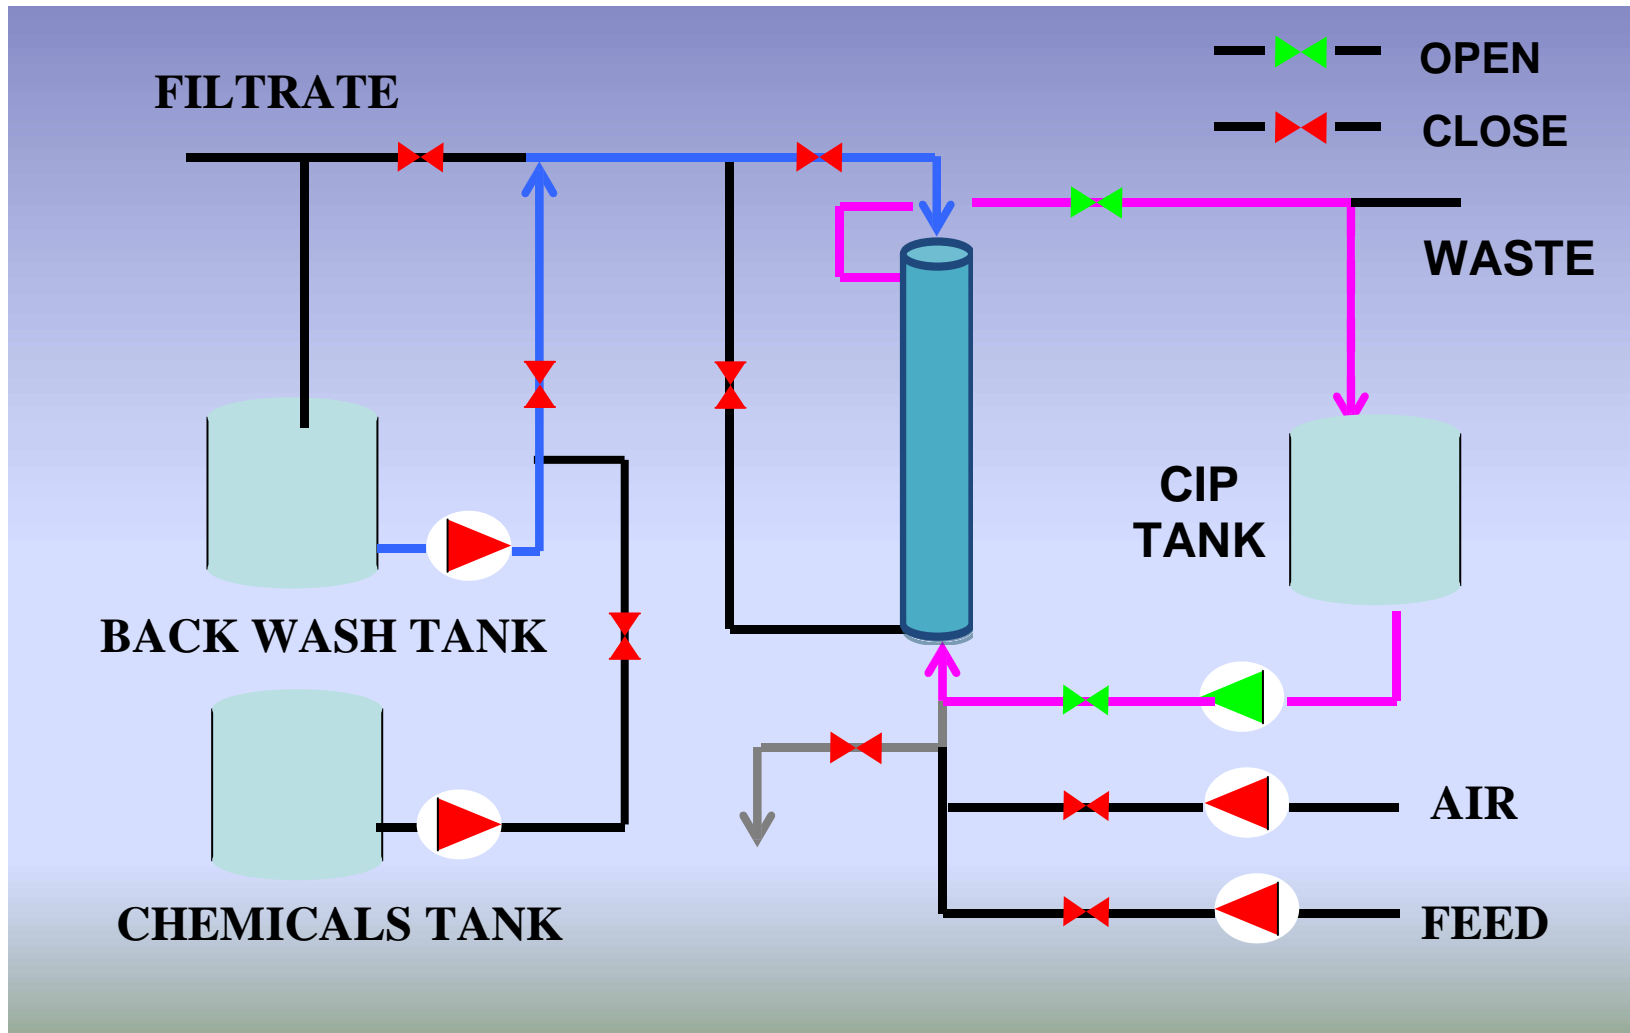 OPEN
FILTRATE
CLOSE
WASTE
CIP
TANK
BACK WASH TANK
AIR
CHEMICALS TANK
FEED